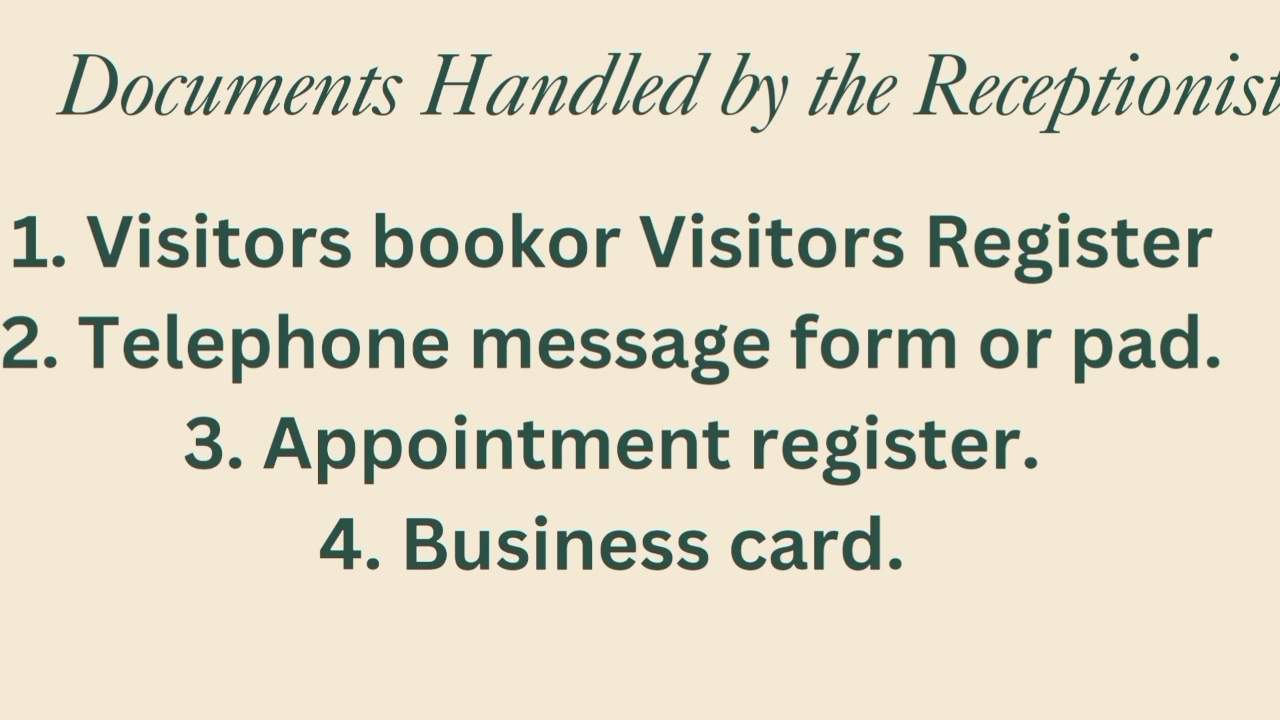 Documents Handled by the Receptionist
1. Visitors bookor Visitors Register
2. Telephone message form or pad.
3. Appointment register.
4. Business card.